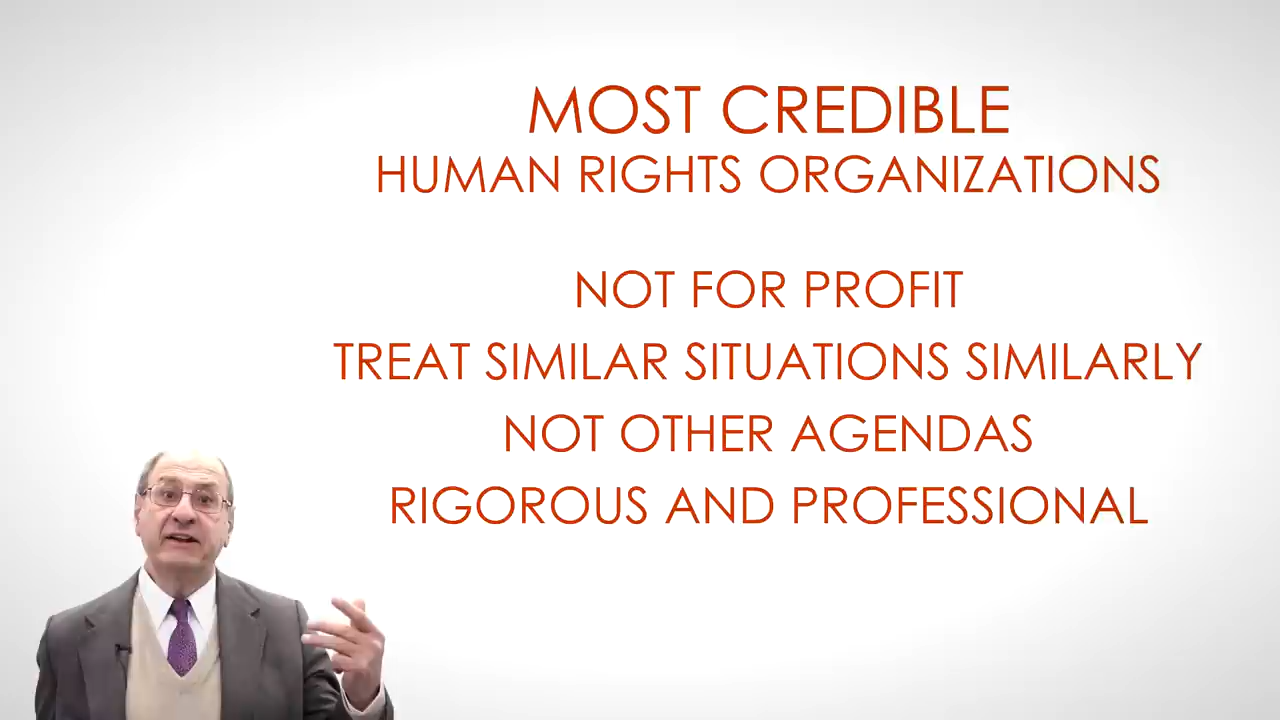 MOST CREDIBLE
HUMAN RIGHTS ORGANIZATIONS
NOT FOR PROFIT
TREAT SIMILAR SITUATIONS SIMILARLY
NOT OTHER AGENDAS
RIGOROUS AND PROFESSIONAL